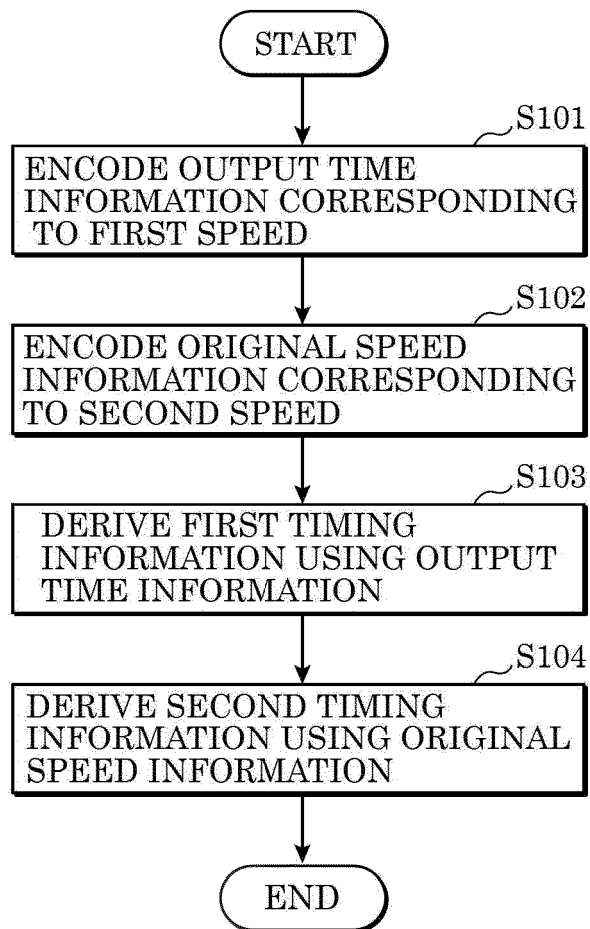 START
S101
ENCODE OUTPUT TIME
INFORMATION CORRESPONDING
TO FIRST SPEED
S102
ENCODE ORIGINAL SPEED
INFORMATION CORRESPONDING
TO SECOND SPEED
S103
DERIVE FIRST TIMING
INFORMATION USING OUTPUT
TIME INFORMATION
S104
DERIVE SECOND TIMING
INFORMATION USING ORIGINAL
SPEED INFORMATION
END